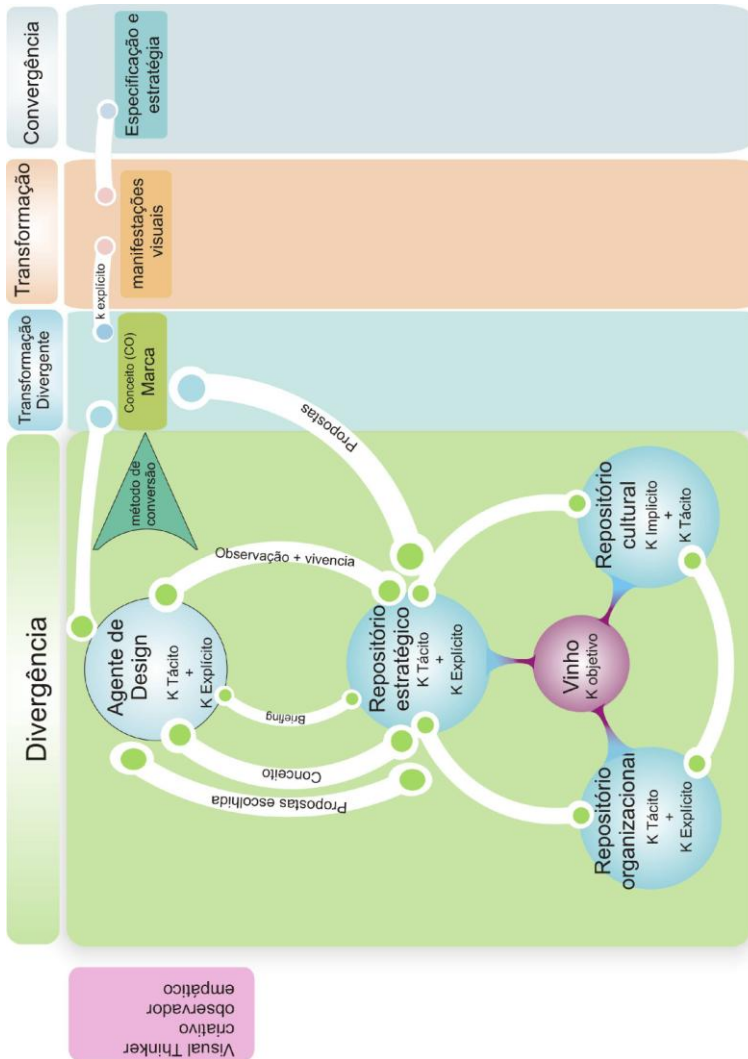 Divergência
Transformação
Divergente
Transformação
Convergência
Visual Thinker
criativo
observador
empático
Agente de
Design
K Tácito
+
K Explícito
método de
conversão
Conceito (CO)
Marca
k explícito
manifestações
visuais
Especificação e
estratégia
Propostas escolhida
Conceito
Briefing
Observação + vivencia
Propostas
Repositório
estratégico
K Tácito
+
K Explícito
Vinho
K objetivo
Repositório
organizacional
K Tácito
+
K Explícito
Repositório
cultural
K Implicito
+
K Tácito